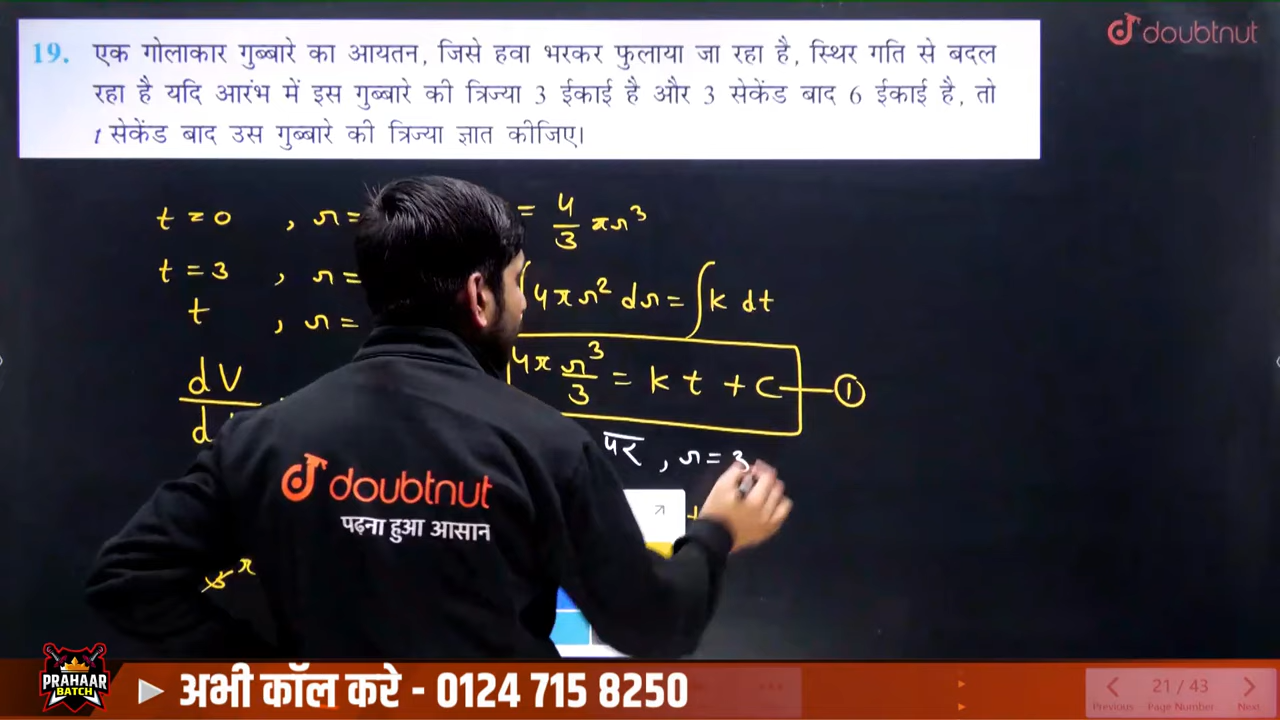 doubtnut
19. एक गोलाकार गुब्बारे का आयतन, जिसे हवा भरकर फुलाया जा रहा है, स्थिर गति से बदल
रहा है यदि आरंभ में इस गुब्बारे की त्रिज्या 3 ईकाई है और 3 सेकेंड बाद 6 ईकाई है, तो
t सेकेंड बाद उस गुब्बारे की त्रिज्या ज्ञात कीजिए।
t = 0 , r = = 4/3 πr³
t = 3 , r = ∫4πr² dr = ∫k dt
t , r =
4π r³/3 = kt + C — ①
dV
d
पर , r = 3
doubtnut
पढ़ना हुआ आसान
PRAHAAR
BATCH
अभी कॉल करे - 0124 715 8250
21 / 43
Previous Page Number Next